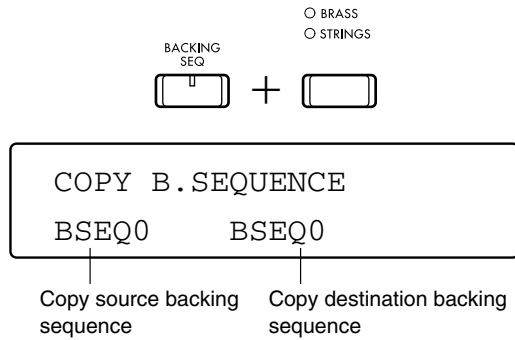 BRASS
STRINGS
BACKING
SEQ
+
COPY B.SEQUENCE
BSEQ0 BSEQ0
Copy source backing
sequence
Copy destination backing
sequence